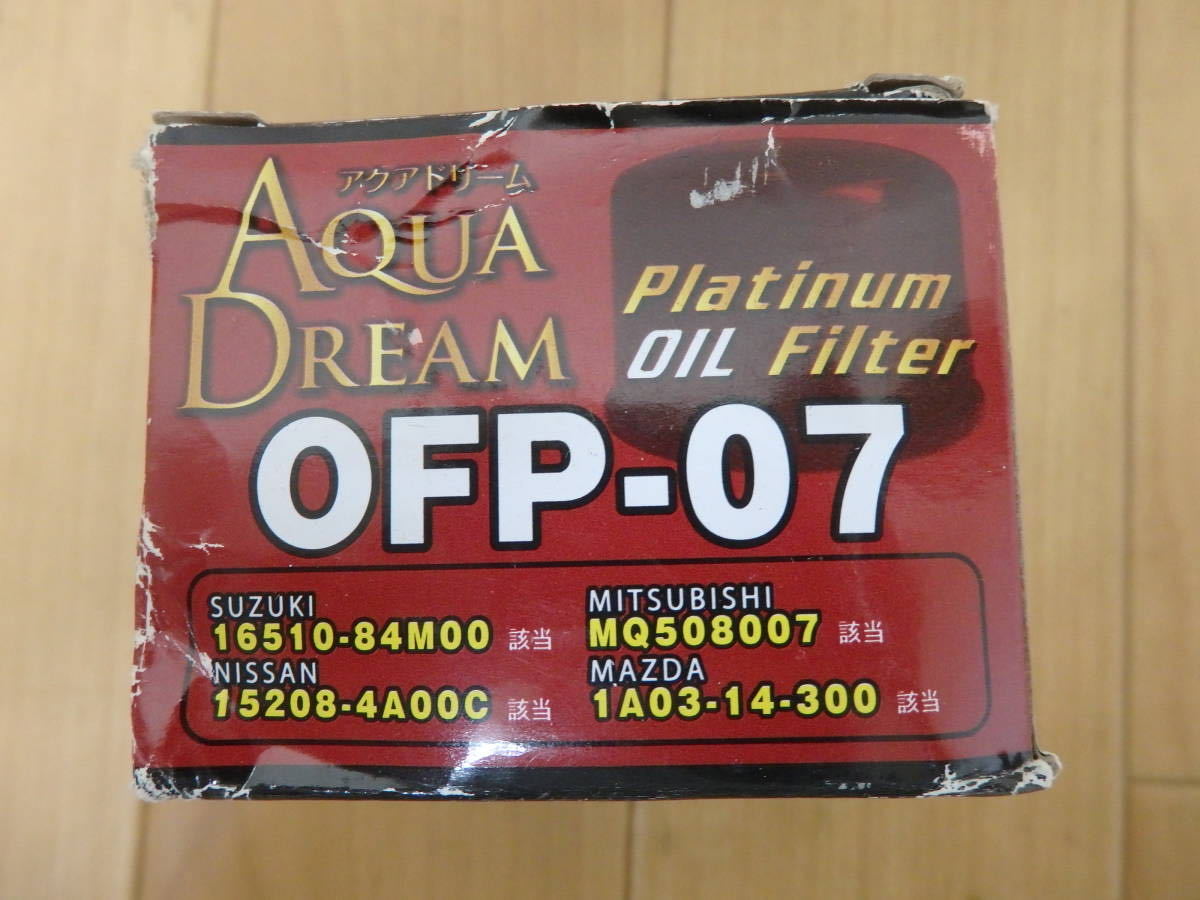 アクアドリーム
AQUA
DREAM
Platinum
OIL Filter
OFP-07
SUZUKI
16510-84M00 該当
NISSAN
15208-4A00C 該当
MITSUBISHI
MQ508007 該当
MAZDA
1A03-14-300 該当